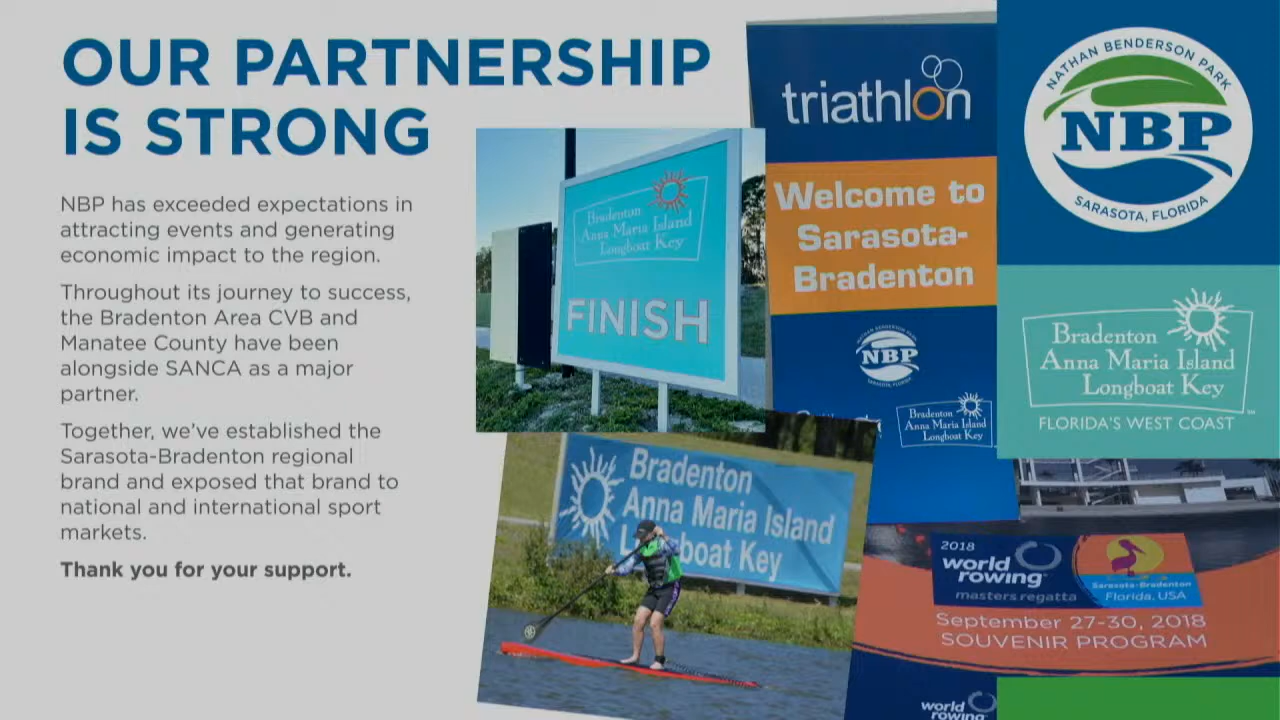 OUR PARTNERSHIP
IS STRONG
NBP has exceeded expectations in
attracting events and generating
economic impact to the region.
Throughout its journey to success,
the Bradenton Area CVB and
Manatee County have been
alongside SANCA as a major
partner.
Together, we’ve established the
Sarasota-Bradenton regional
brand and exposed that brand to
national and international sport
markets.
Thank you for your support.
Bradenton
Anna Maria Island
Longboat Key
FINISH
triathlon
Welcome to
Sarasota-
Bradenton
NATHAN BENDERSON PARK
NBP
SARASOTA, FLORIDA
Bradenton
Anna Maria Island
Longboat Key
NATHAN BENDERSON PARK
NBP
SARASOTA, FLORIDA
Bradenton
Anna Maria Island
Longboat Key
FLORIDA'S WEST COAST
Bradenton
Anna Maria Island
Longboat Key
2018
world
rowing
masters regatta
Sarasota-Bradenton
Florida, USA
September 27-30, 2018
SOUVENIR PROGRAM
world
rowing